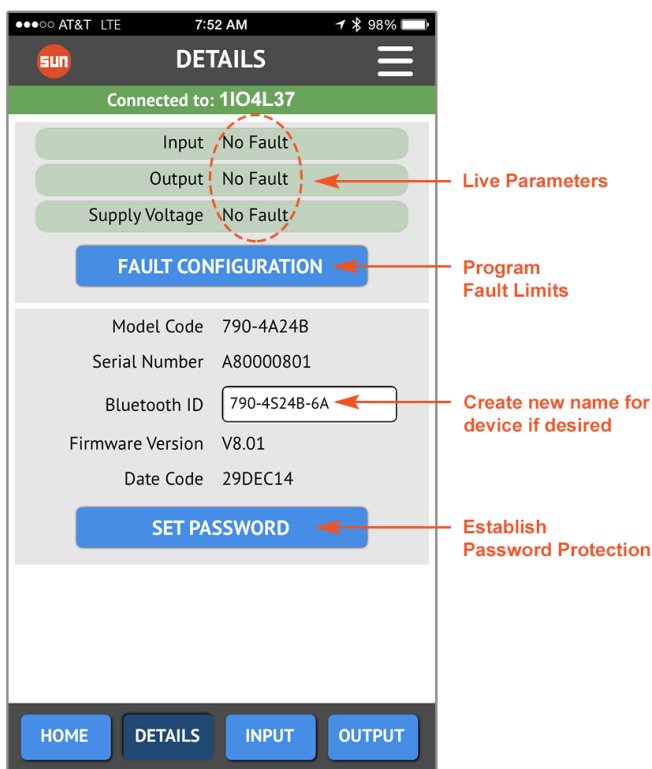 AT&T LTE 7:52 AM 98%
sun DETAILS
Connected to: 1IO4L37
Input No Fault
Output No Fault
Live Parameters
Supply Voltage No Fault
FAULT CONFIGURATION
Program
Fault Limits
Model Code 790-4A24B
Serial Number A80000801
Bluetooth ID 790-4S24B-6A
Create new name for
device if desired
Firmware Version V8.01
Date Code 29DEC14
SET PASSWORD
Establish
Password Protection
HOME DETAILS INPUT OUTPUT